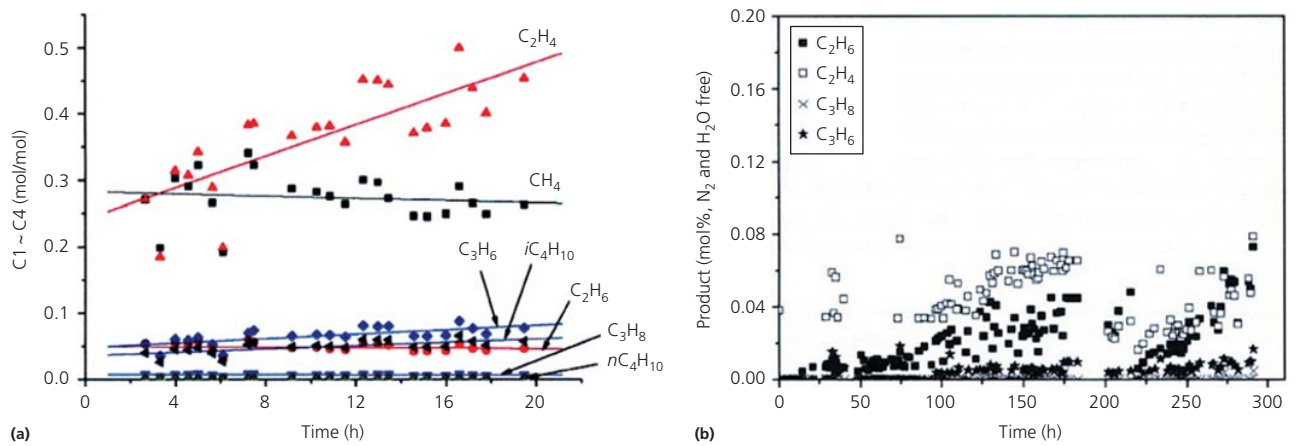 0.5
0.4
0.3
0.2
0.1
0.0
C1 ~ C4 (mol/mol)
C₂H₄
CH₄
C₃H₆
iC₄H₁₀
C₂H₆
C₃H₈
nC₄H₁₀
0 4 8 12 16 20
Time (h)
(a)
0.20
0.16
0.12
0.08
0.04
0.00
Product (mol%, N₂ and H₂O free)
C₂H₆
C₂H₄
C₃H₈
C₃H₆
0 50 100 150 200 250 300
Time (h)
(b)